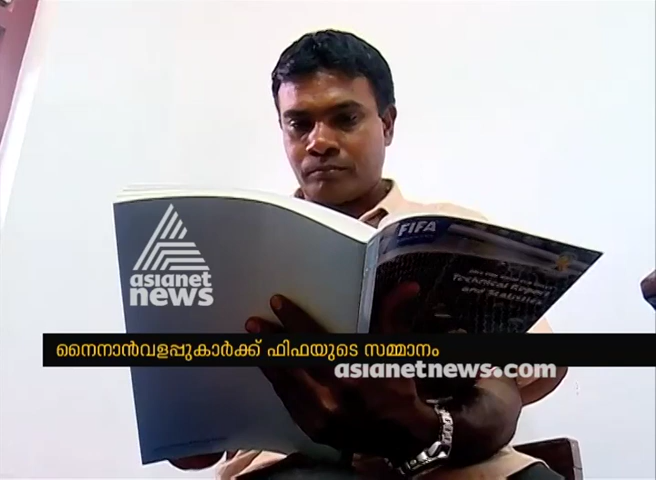 FIFA
Technical Report
and Statistics
asianet
news
നൈനാൻവളപ്പുകാർക്ക് ഫിഫയുടെ സമ്മാനം
asianetnews.com